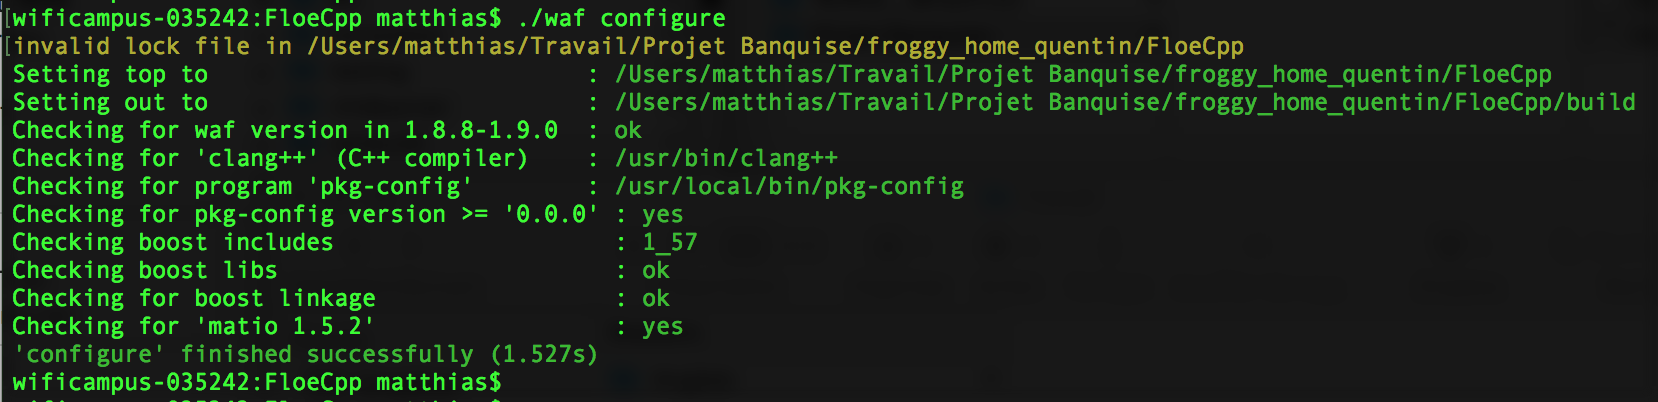 [wificampus-035242:FloeCpp matthias$ ./waf configure
[invalid lock file in /Users/matthias/Travail/Projet Banquise/froggy_home_quentin/FloeCpp
Setting top to                           : /Users/matthias/Travail/Projet Banquise/froggy_home_quentin/FloeCpp
Setting out to                           : /Users/matthias/Travail/Projet Banquise/froggy_home_quentin/FloeCpp/build
Checking for waf version in 1.8.8-1.9.0  : ok
Checking for 'clang++' (C++ compiler)    : /usr/bin/clang++
Checking for program 'pkg-config'        : /usr/local/bin/pkg-config
Checking for pkg-config version >= '0.0.0' : yes
Checking boost includes                    : 1_57
Checking boost libs                        : ok
Checking for boost linkage                 : ok
Checking for 'matio 1.5.2'                 : yes
'configure' finished successfully (1.527s)
wificampus-035242:FloeCpp matthias$